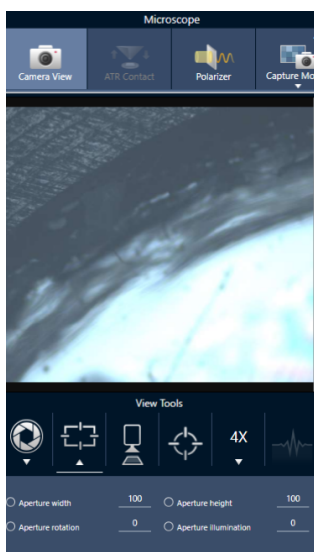 Microscope
Camera View
ATR Contact
Polarizer
Capture Mo
View Tools
4X
Aperture width 100
Aperture height 100
Aperture rotation 0
Aperture illumination 0